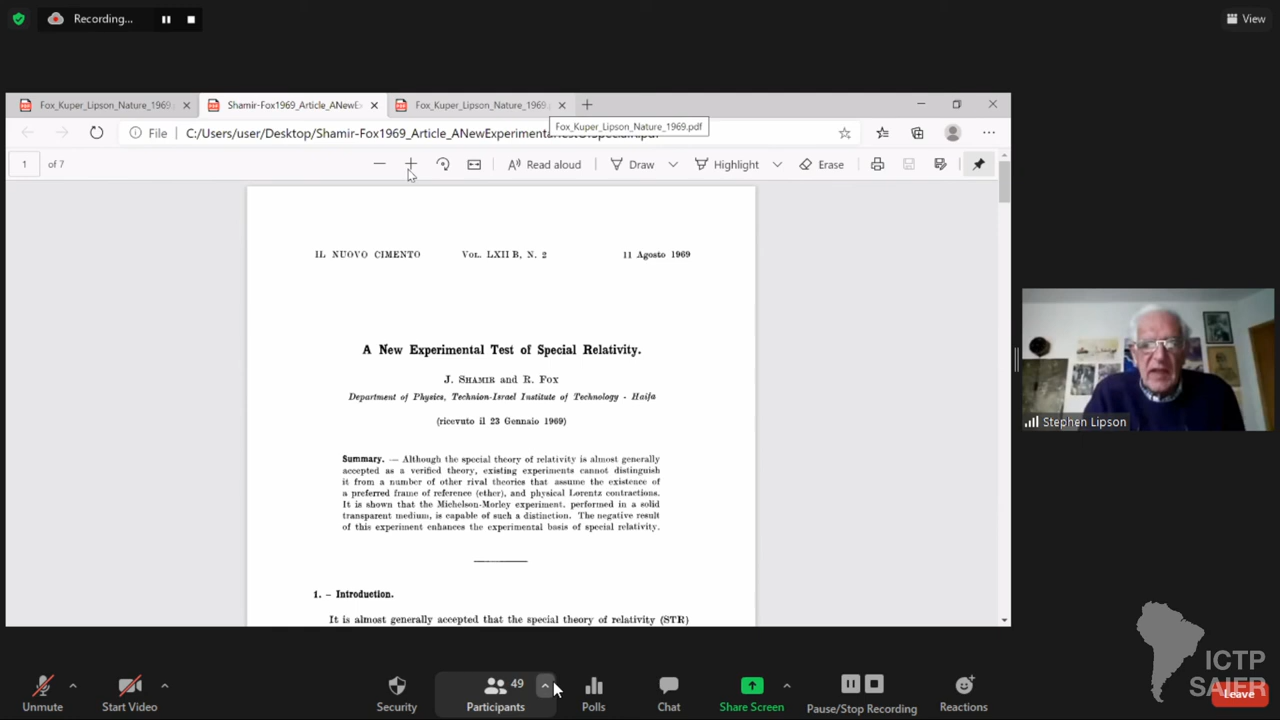 Recording...
View
Fox_Kuper_Lipson_Nature_1969.
Shamir-Fox1969_Article_ANewEx
Fox_Kuper_Lipson_Nature_1969.p
Fox_Kuper_Lipson_Nature_1969.pdf
File
C:/Users/user/Desktop/Shamir-Fox1969_Article_ANewExperimental
1 of 7
Read aloud
Draw
Highlight
Erase
IL NUOVO CIMENTO VOL. LXII B, N. 2 11 Agosto 1969
A New Experimental Test of Special Relativity.
J. SHAMIR and R. FOX
Department of Physics, Technion-Israel Institute of Technology - Haifa
(ricevuto il 23 Gennaio 1969)
Summary. — Although the special theory of relativity is almost generally
accepted as a verified theory, existing experiments cannot distinguish
it from a number of other rival theories that assume the existence of
a preferred frame of reference (ether), and physical Lorentz contractions.
It is shown that the Michelson-Morley experiment, performed in a solid
transparent medium, is capable of such a distinction. The negative result
of this experiment enhances the experimental basis of special relativity.
1. – Introduction.
It is almost generally accepted that the special theory of relativity (STR)
Stephen Lipson
Unmute
Start Video
Security
49
Participants
Polls
Chat
Share Screen
Pause/Stop Recording
Reactions
ICTP
SAIFR
Leave